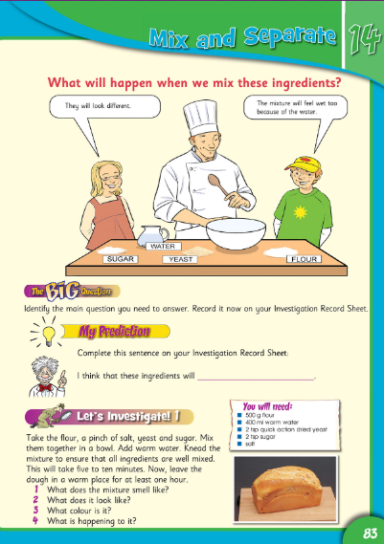 Mix and Separate 14
What will happen when we mix these ingredients?
They will look different.
The mixture will feel wet too
because of the water.
WATER
SUGAR
YEAST
FLOUR
The BIG Question
Identify the main question you need to answer. Record it now on your Investigation Record Sheet.
My Prediction
Complete this sentence on your Investigation Record Sheet:
I think that these ingredients will ____________________.
Let's Investigate! 1
Take the flour, a pinch of salt, yeast and sugar. Mix
them together in a bowl. Add warm water. Knead the
mixture to ensure that all ingredients are well mixed.
This will take five to ten minutes. Now, leave the
dough in a warm place for at least one hour.
1 What does the mixture smell like?
2 What does it look like?
3 What colour is it?
4 What is happening to it?
You will need:
500 g flour
400 ml warm water
2 tsp quick action dried yeast
2 tsp sugar
salt
83